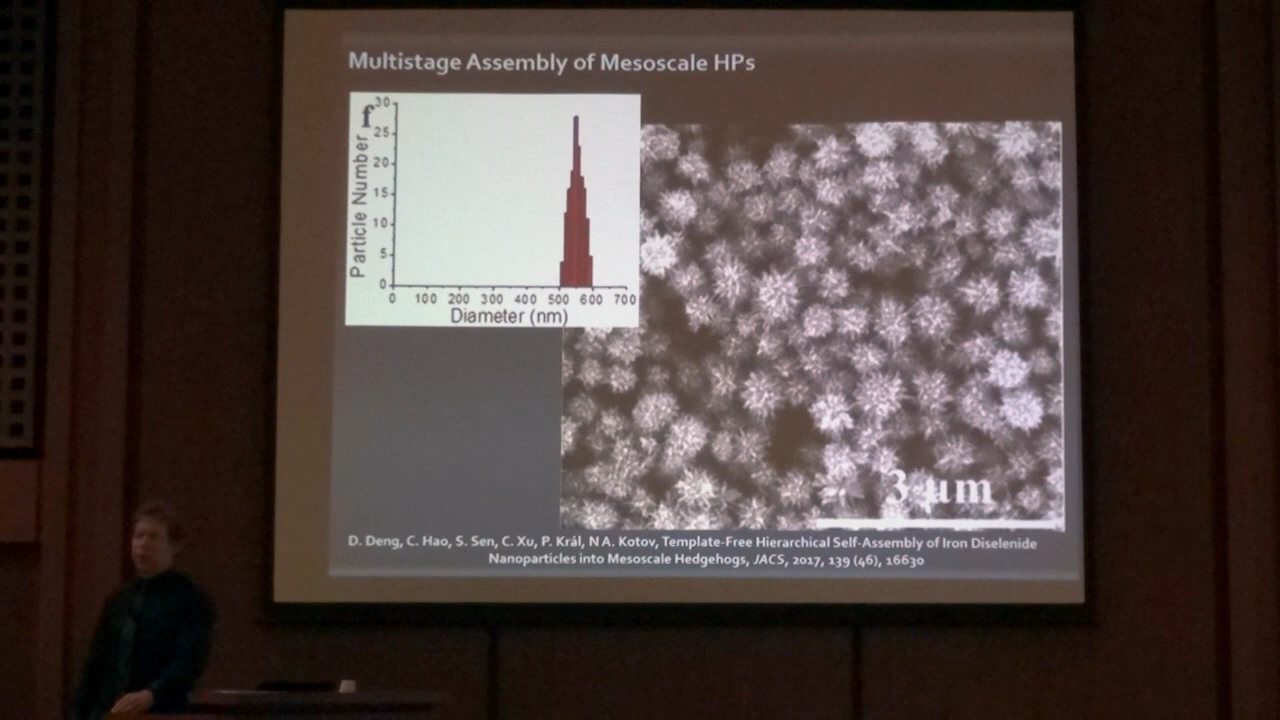 Multistage Assembly of Mesoscale HPs
f
Particle Number
30
25
20
15
10
5
0
0 100 200 300 400 500 600 700
Diameter (nm)
3 μm
D. Deng, C. Hao, S. Sen, C. Xu, P. Král, N A. Kotov, Template-Free Hierarchical Self-Assembly of Iron Diselenide
Nanoparticles into Mesoscale Hedgehogs, JACS, 2017, 139 (46), 16630